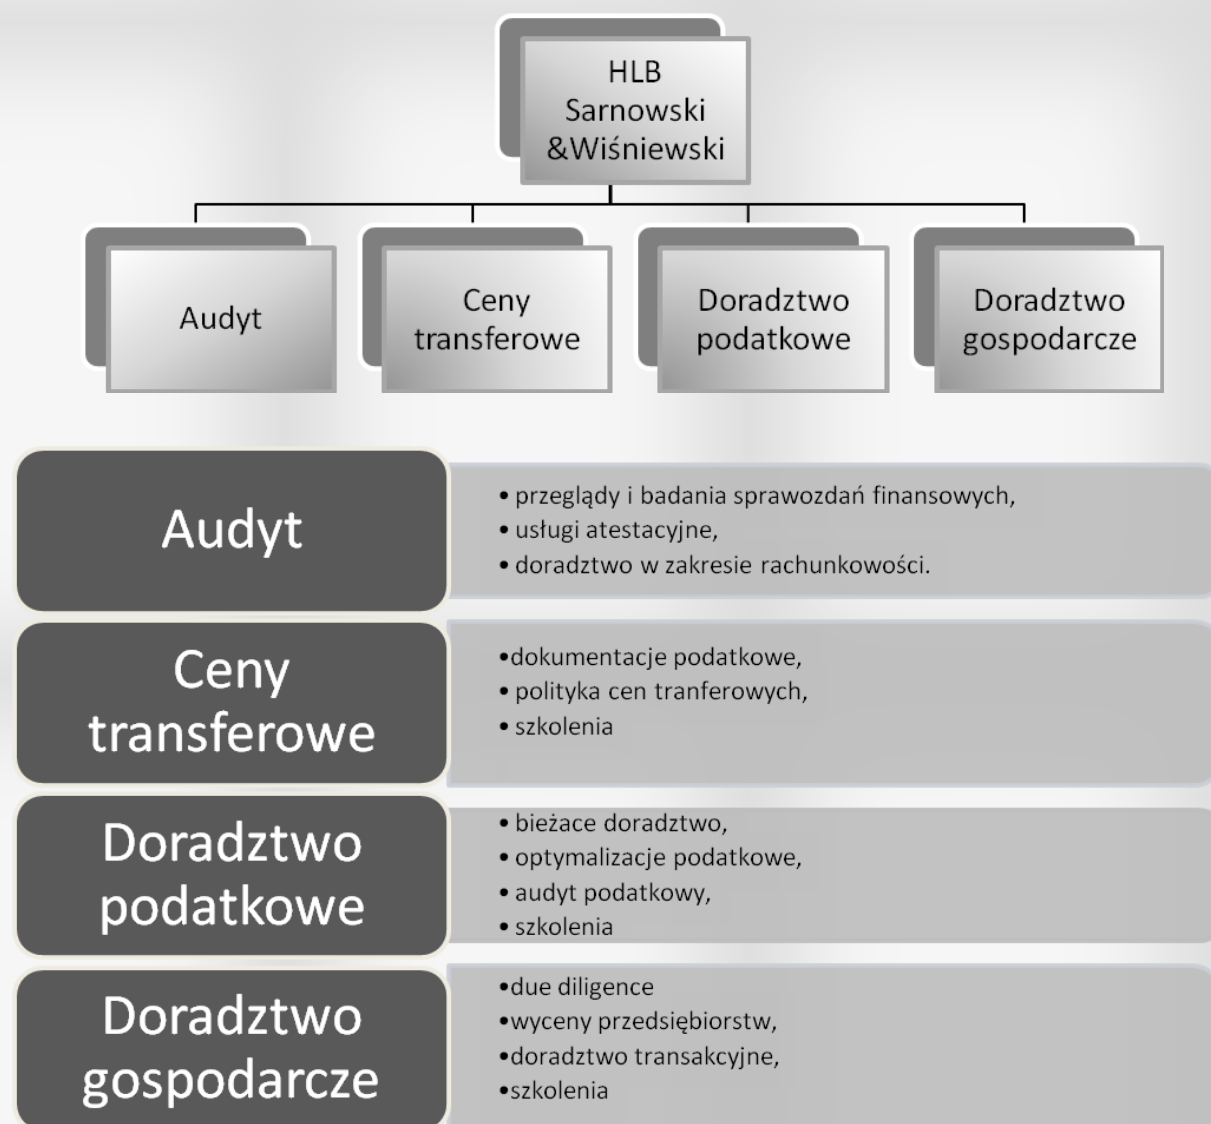 HLB
Sarnowski
&Wiśniewski
Audyt
Ceny
transferowe
Doradztwo
podatkowe
Doradztwo
gospodarcze
Audyt
• przeglądy i badania sprawozdań finansowych,
• usługi atestacyjne,
• doradztwo w zakresie rachunkowości.
Ceny
transferowe
•dokumentacje podatkowe,
• polityka cen tranferowych,
• szkolenia
Doradztwo
podatkowe
• bieżace doradztwo,
• optymalizacje podatkowe,
• audyt podatkowy,
• szkolenia
Doradztwo
gospodarcze
•due diligence
•wyceny przedsiębiorstw,
•doradztwo transakcyjne,
•szkolenia